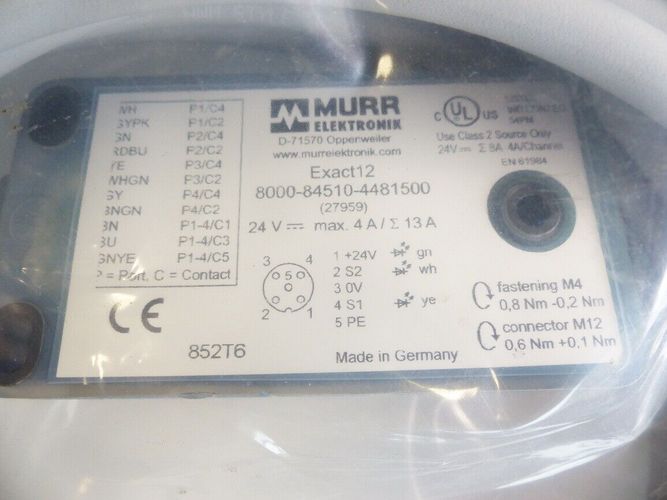 WH P1/C4
GYPK P1/C2
GN P2/C4
RDBU P2/C2
YE P3/C4
WHGN P3/C2
GY P4/C4
BNGN P4/C2
BN P1-4/C1
BU P1-4/C3
GNYE P1-4/C5
P = Port, C = Contact
MURR
ELEKTRONIK
D-71570 Oppenweiler
www.murrelektronik.com
Exact12
8000-84510-4481500
(27959)
24 V max. 4 A / Σ 13 A
C UL US
54PM
Use Class 2 Source Only
24V Σ 8A, 4A/Channel
EN 61984
3 4
5
2 1
1 +24V gn
2 S2 wh
3 0V
4 S1 ye
5 PE
fastening M4
0,8 Nm -0,2 Nm
connector M12
0,6 Nm +0,1 Nm
CE
852T6
Made in Germany